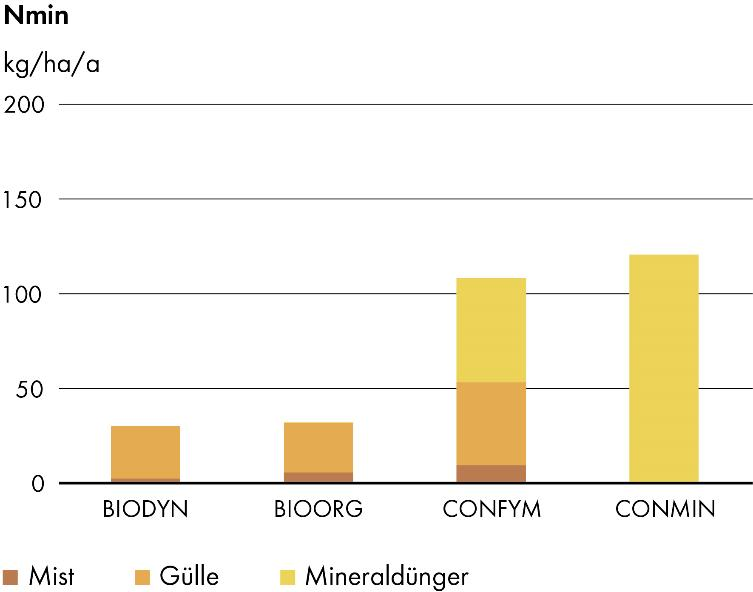 Nmin
kg/ha/a
200
150
100
50
0
BIODYN BIOORG CONFYM CONMIN
Mist Gülle Mineraldünger